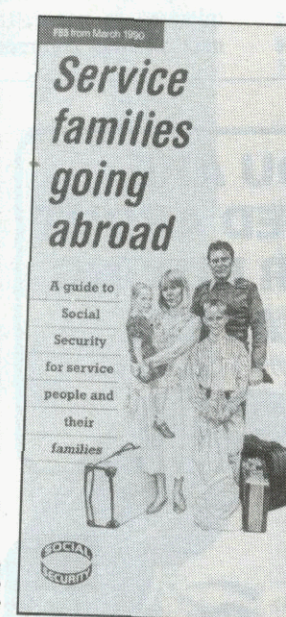 FB5 from March 1990
Service
families
going
abroad
A guide to
Social
Security
for service
people and
their
families
SOCIAL
SECURITY